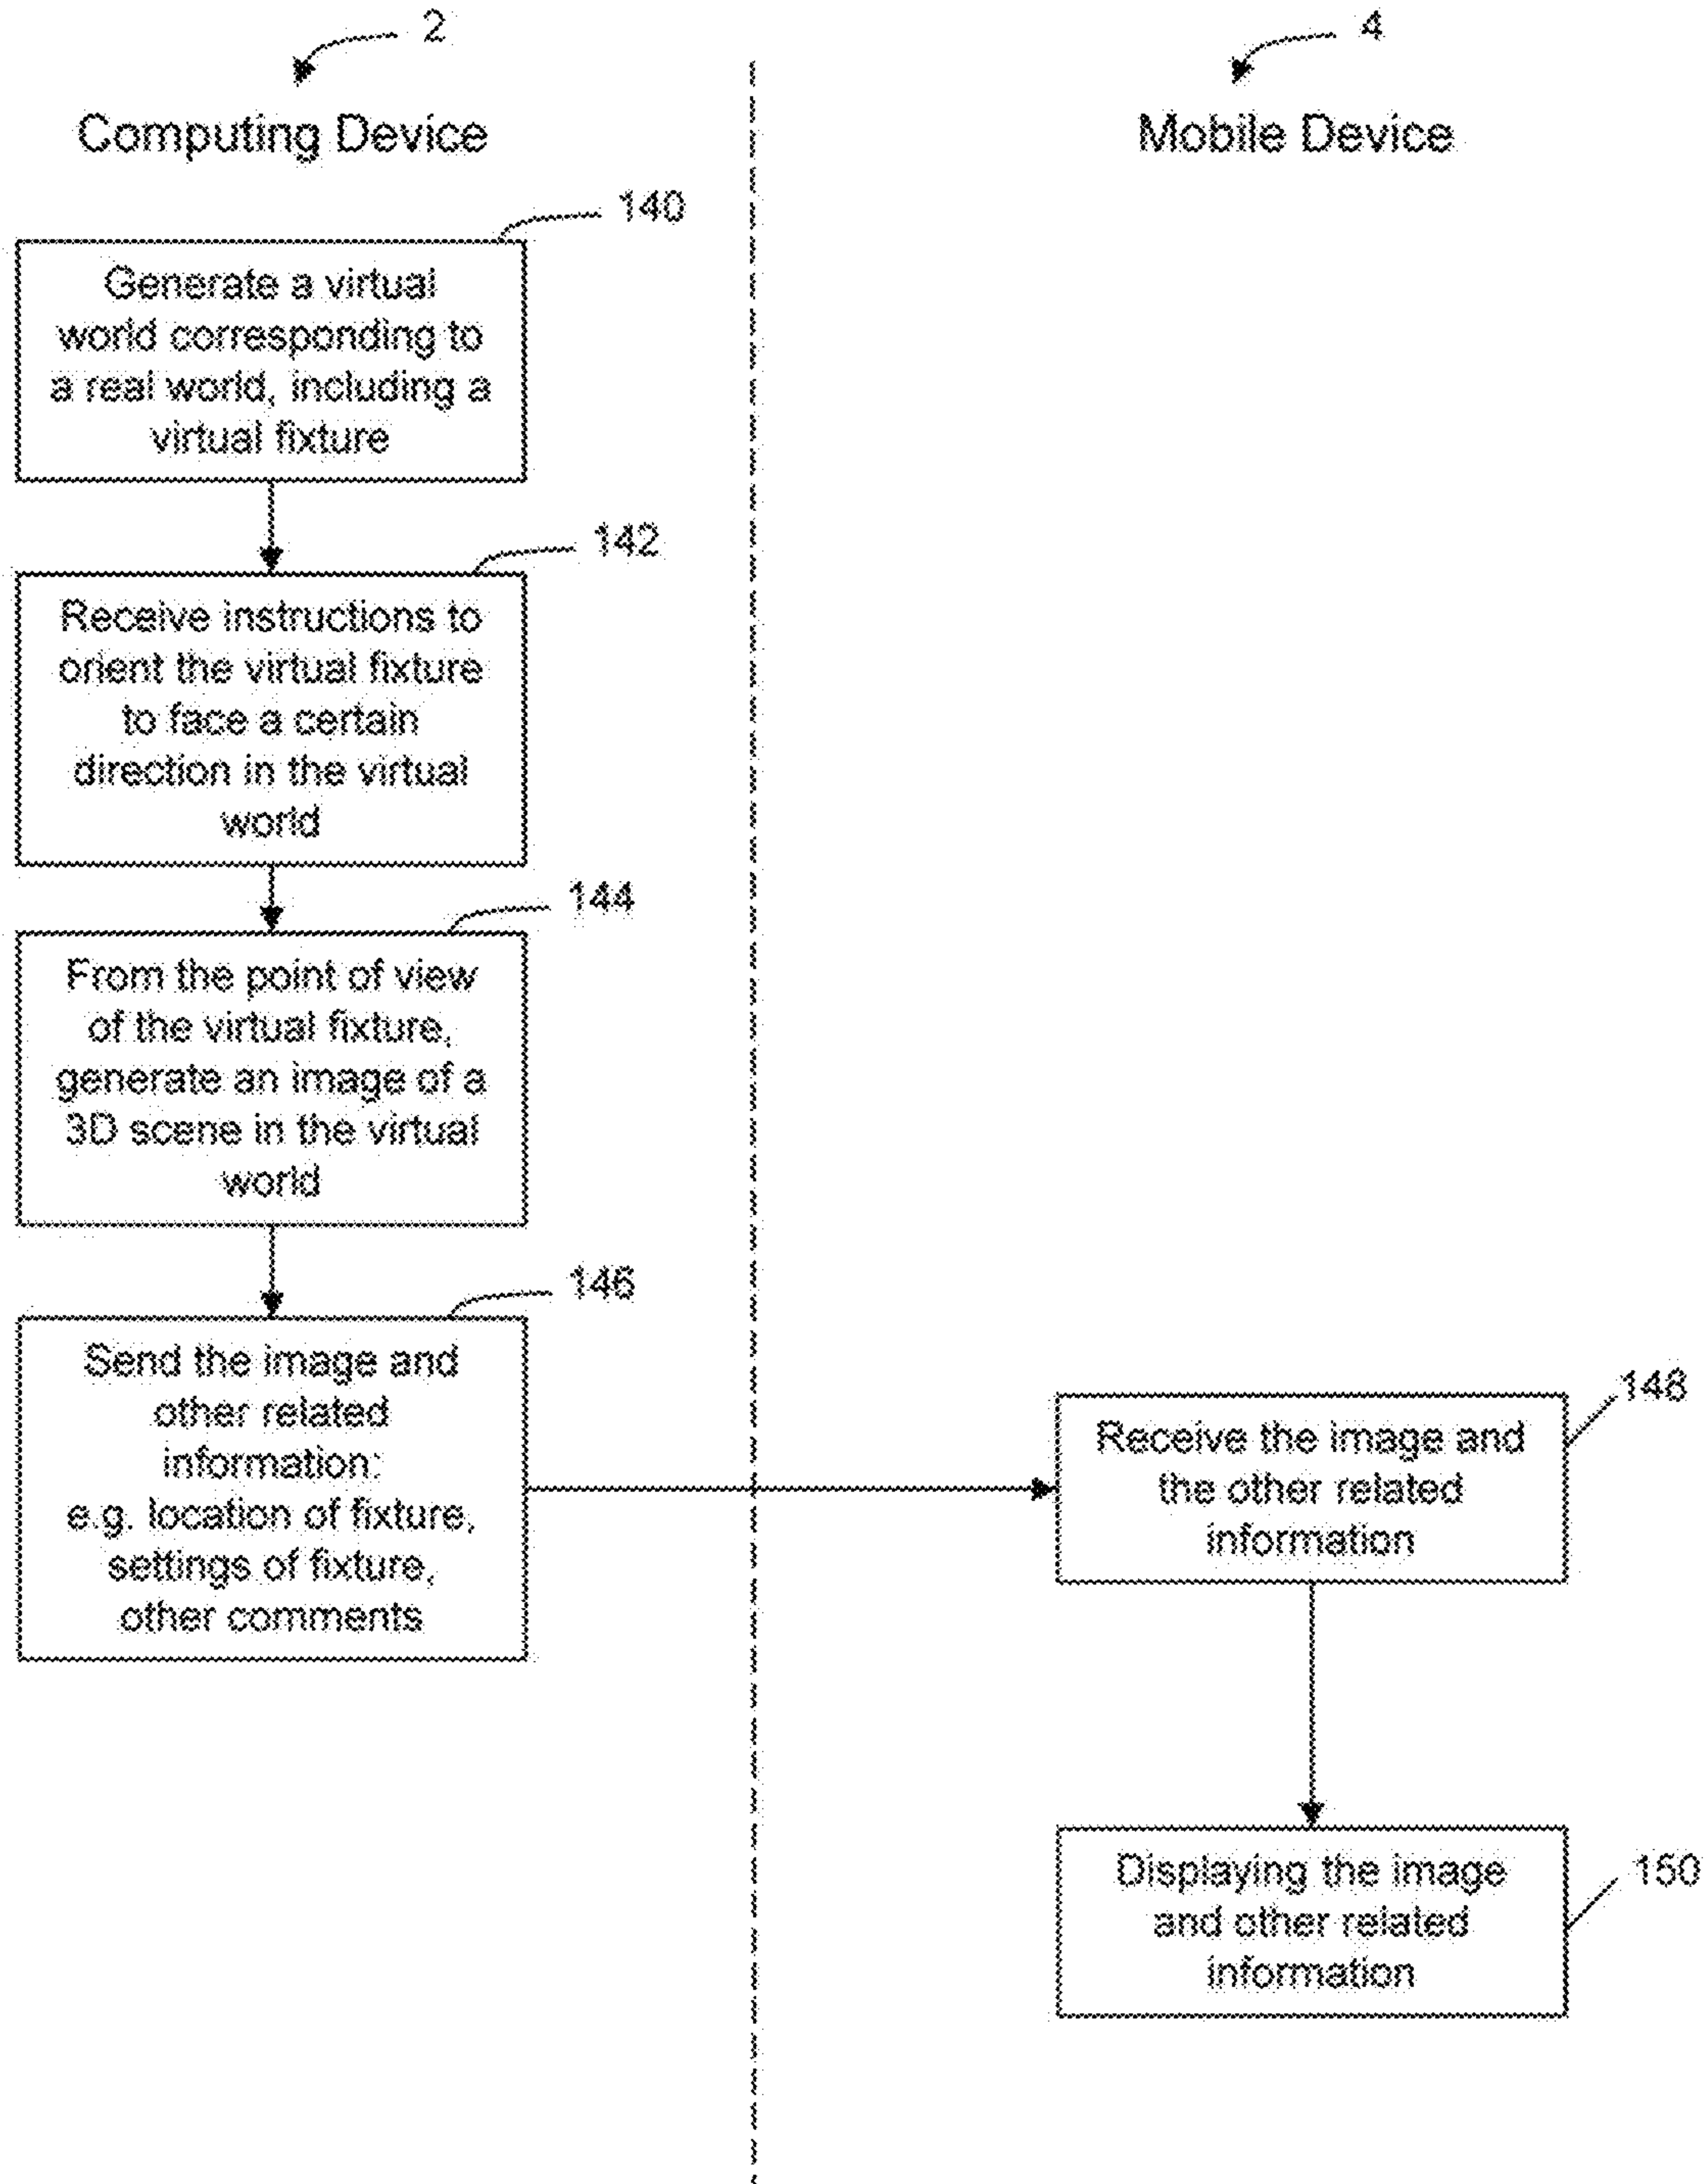 2
Computing Device
4
Mobile Device
140
Generate a virtual
world corresponding to
a real world, including a
virtual fixture
142
Receive instructions to
orient the virtual fixture
to face a certain
direction in the virtual
world
144
From the point of view
of the virtual fixture,
generate an image of a
3D scene in the virtual
world
146
Send the image and
other related
information:
e.g. location of fixture,
settings of fixture,
other comments
148
Receive the image and
the other related
information
150
Displaying the image
and other related
information